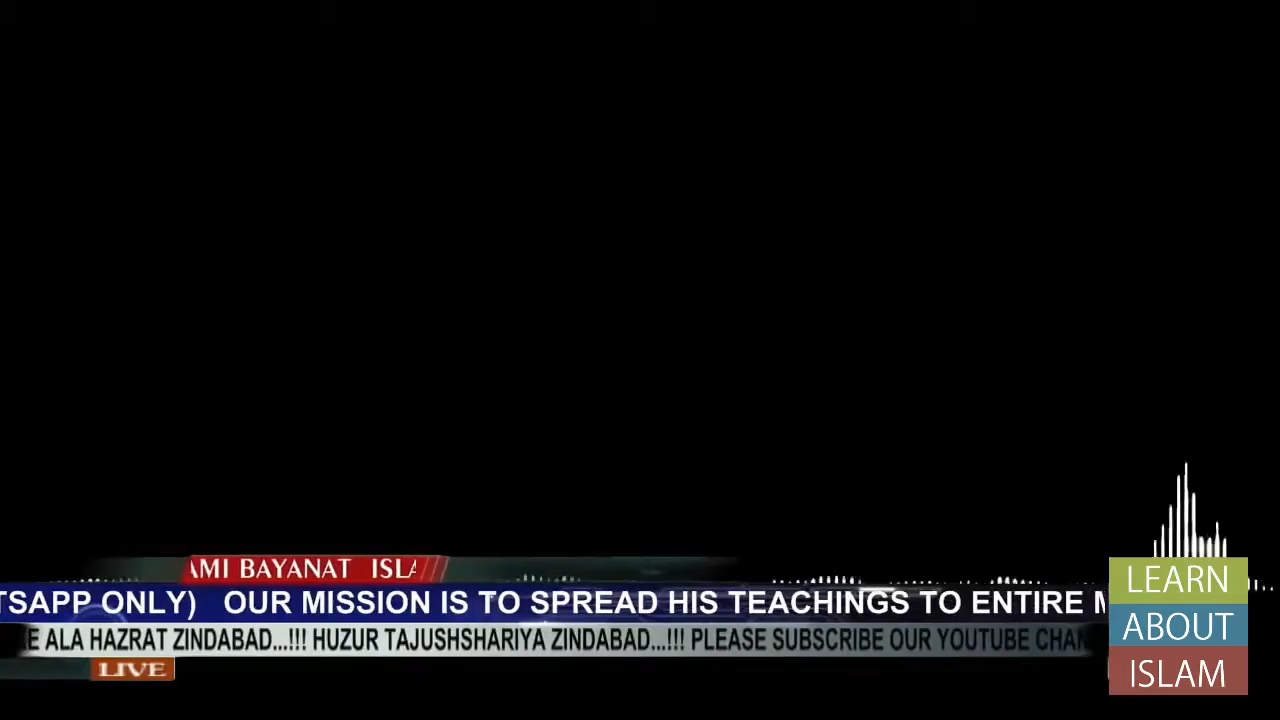 AMI BAYANAT ISLA
TSAPP ONLY) OUR MISSION IS TO SPREAD HIS TEACHINGS TO ENTIRE M
E ALA HAZRAT ZINDABAD...!!! HUZUR TAJUSHSHARIYA ZINDABAD...!!! PLEASE SUBSCRIBE OUR YOUTUBE CHAN
LIVE
LEARN
ABOUT
ISLAM